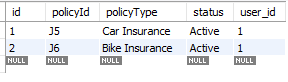 id policyId policyType status user_id
1 J5 Car Insurance Active 1
2 J6 Bike Insurance Active 1
NULL NULL NULL NULL NULL